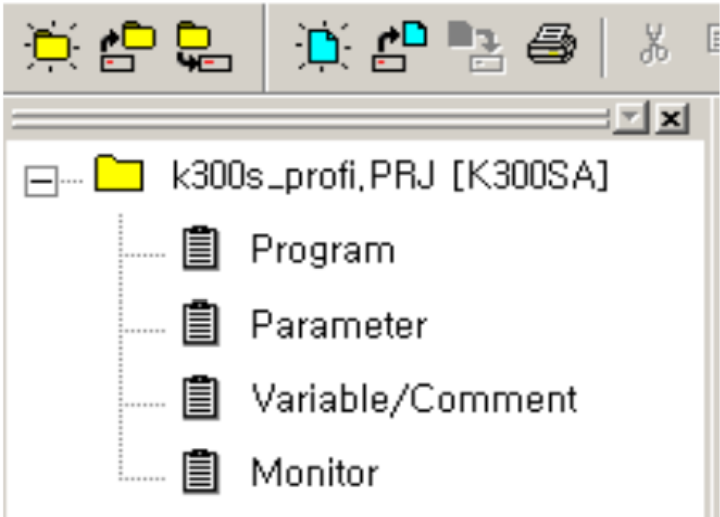 k300s_profi,PRJ [K300SA]
Program
Parameter
Variable/Comment
Monitor